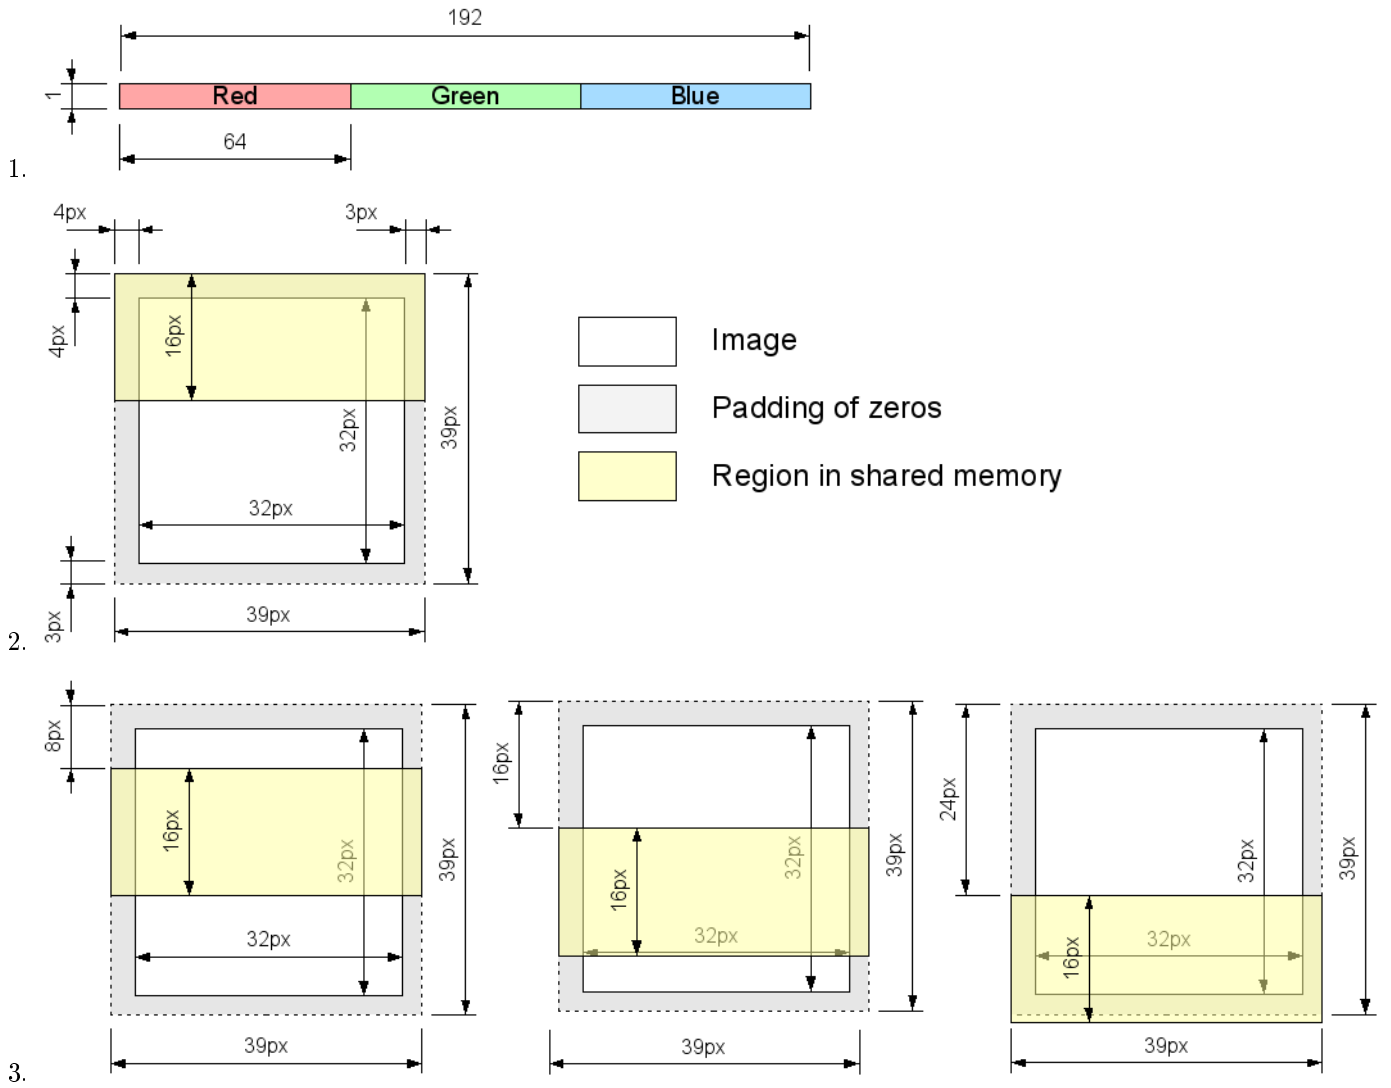 192
1
Red Green Blue
64
1.
4px 3px
4px
16px
32px
39px
32px
3px
39px
2.
Image
Padding of zeros
Region in shared memory
8px
16px
32px
39px
32px
39px
16px
16px
32px
39px
32px
39px
24px
16px
32px
39px
32px
39px
3.